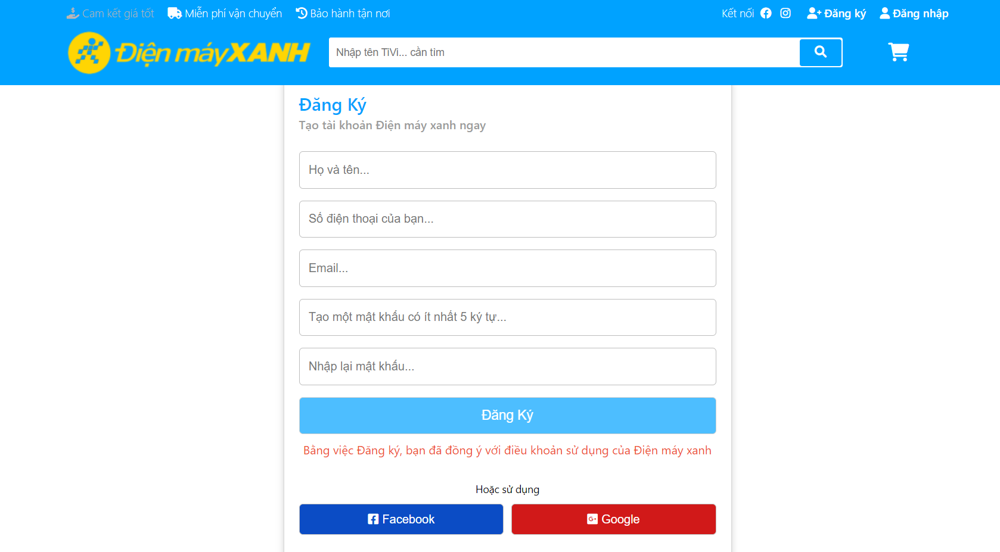 Cam kết giá tốt Miễn phí vận chuyển Bảo hành tận nơi Kết nối Đăng ký Đăng nhập
Điện máy XANH Nhập tên TiVi... cần tìm
Đăng Ký
Tạo tài khoản Điện máy xanh ngay
Họ và tên...
Số điện thoại của bạn...
Email...
Tạo một mật khẩu có ít nhất 5 ký tự...
Nhập lại mật khẩu...
Đăng Ký
Bằng việc Đăng ký, bạn đã đồng ý với điều khoản sử dụng của Điện máy xanh
Hoặc sử dụng
Facebook Google